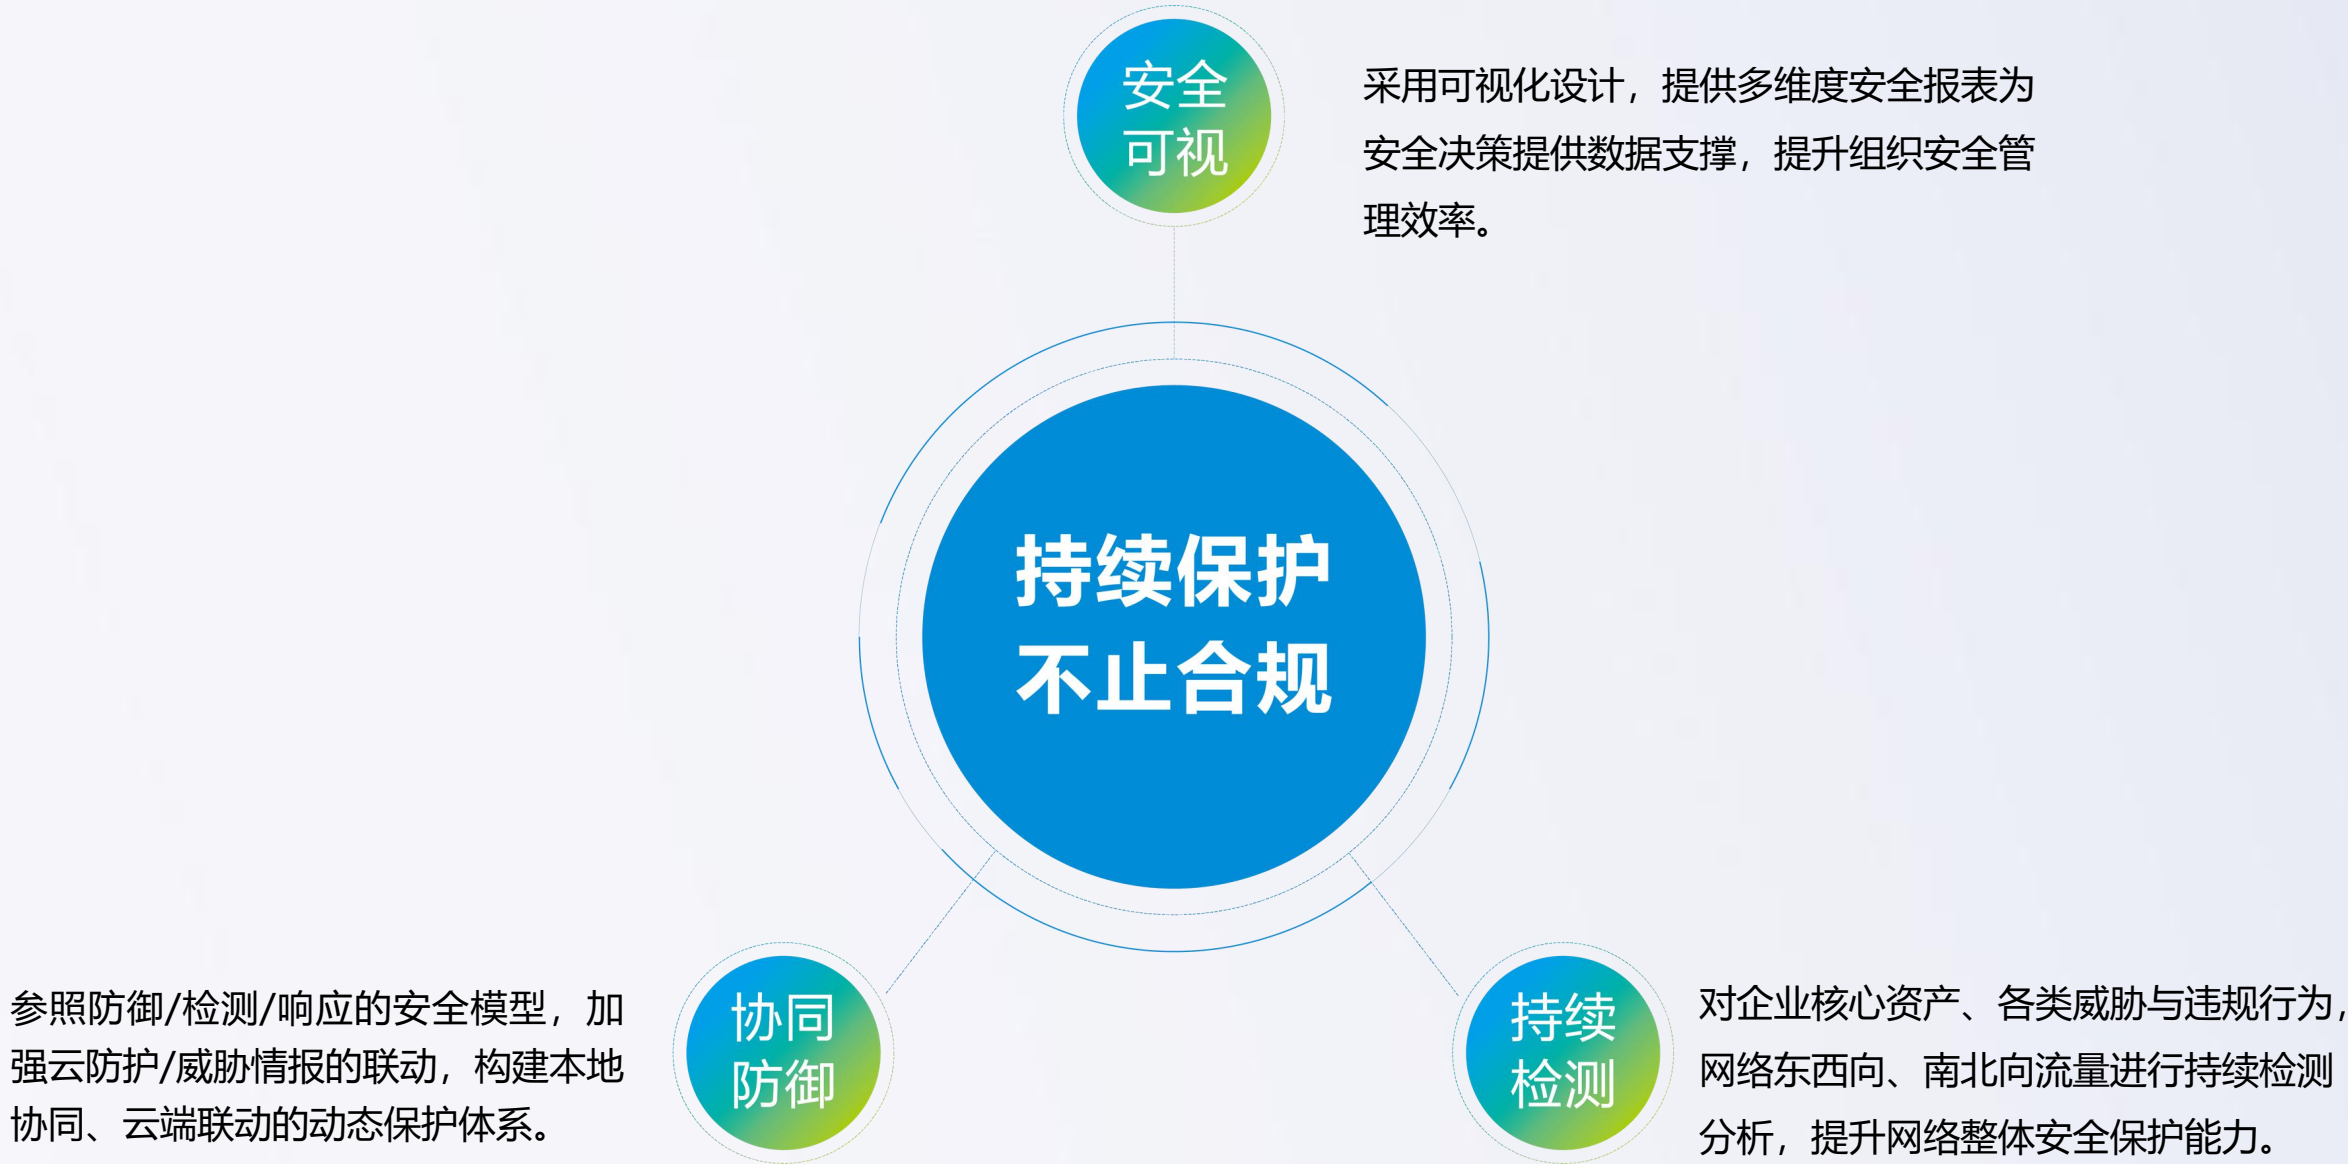 安全
可视
采用可视化设计，提供多维度安全报表为
安全决策提供数据支撑，提升组织安全管
理效率。
持续保护
不止合规
协同
防御
参照防御/检测/响应的安全模型，加
强云防护/威胁情报的联动，构建本地
协同、云端联动的动态保护体系。
持续
检测
对企业核心资产、各类威胁与违规行为，
网络东西向、南北向流量进行持续检测
分析，提升网络整体安全保护能力。